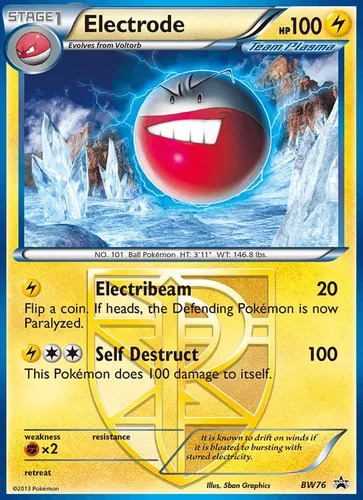 STAGE1
Electrode
HP100
Evolves from Voltorb
Team Plasma
NO. 101 Ball Pokémon HT: 3'11" WT: 146.8 lbs.
Electribeam 20
Flip a coin. If heads, the Defending Pokémon is now
Paralyzed.
Self Destruct 100
This Pokémon does 100 damage to itself.
weakness resistance
×2
retreat
It is known to drift on winds if
it is bloated to bursting with
stored electricity.
©2013 Pokémon Illus. 5ban Graphics BW76
PROMO